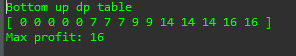 Bottom up dp table
[ 0 0 0 0 0 7 7 7 9 9 14 14 14 16 16 ]
Max profit: 16